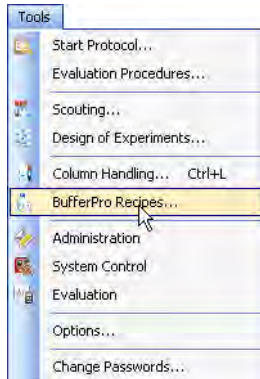 Tools
Start Protocol...
Evaluation Procedures...
Scouting...
Design of Experiments...
Column Handling... Ctrl+L
BufferPro Recipes...
Administration
System Control
Evaluation
Options...
Change Passwords...